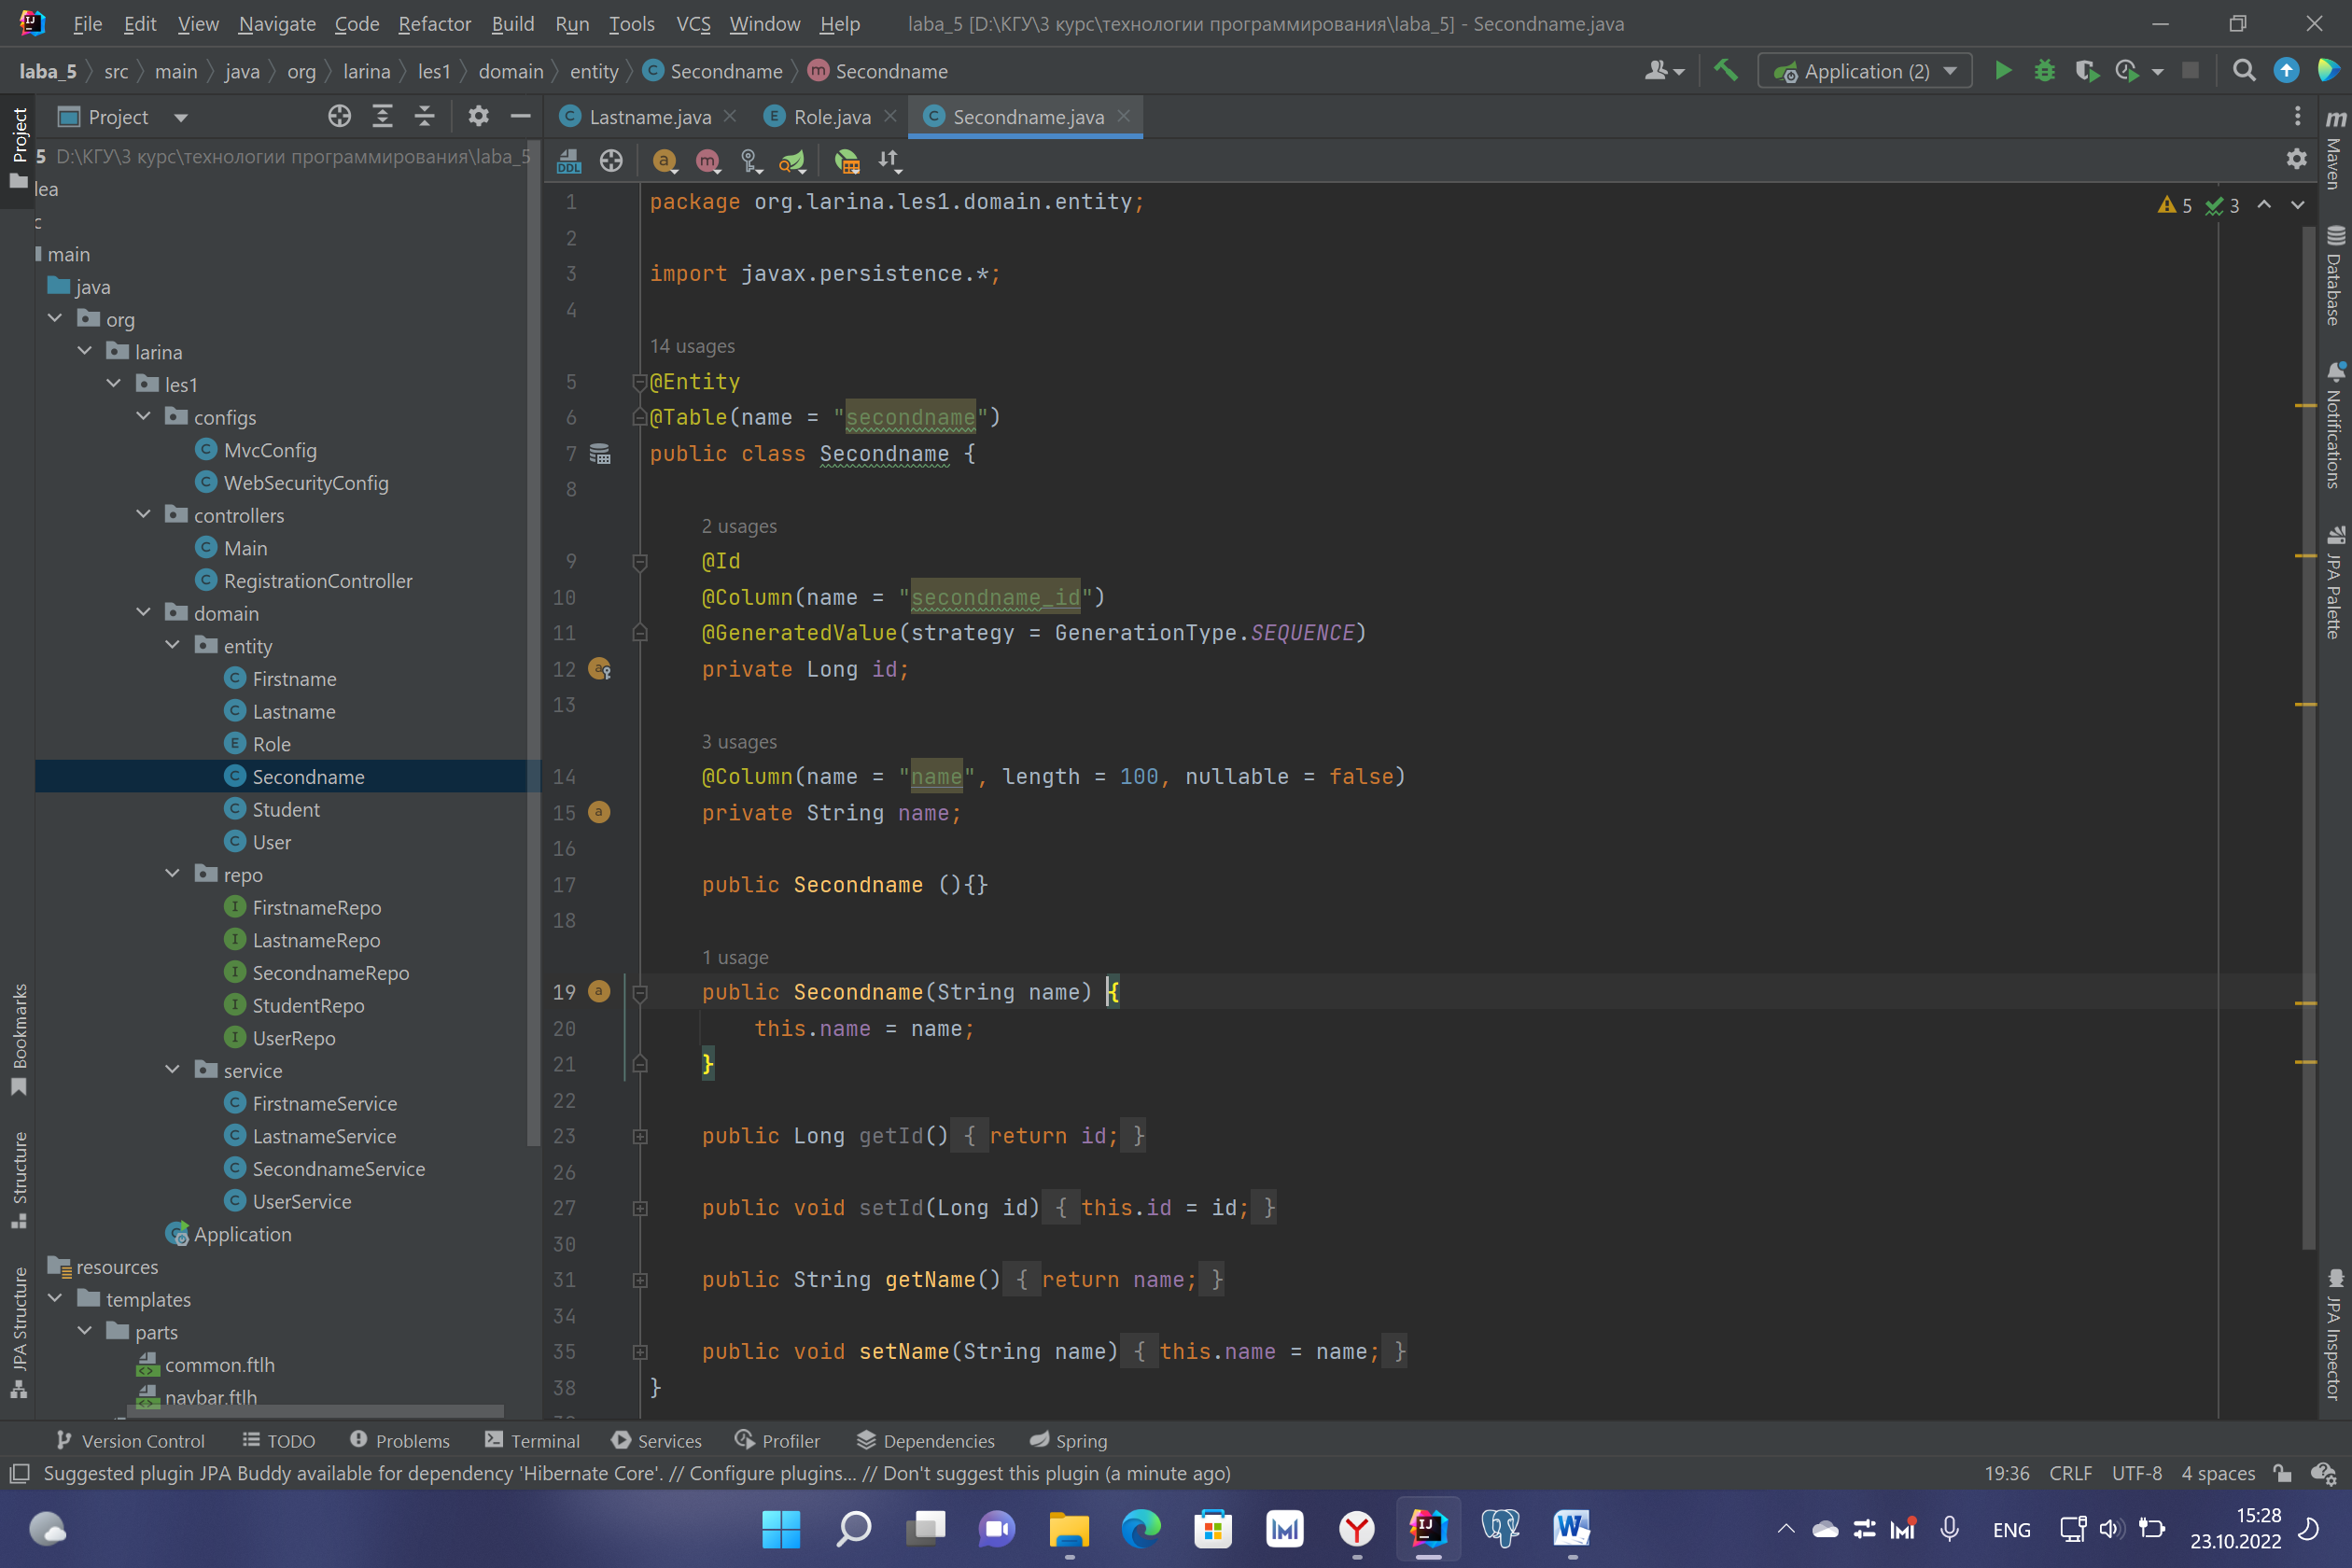 File Edit View Navigate Code Refactor Build Run Tools VCS Window Help laba_5 [D:\КГУ\3 курс\технологии программирования\laba_5] - Secondname.java
laba_5 src main java org larina les1 domain entity Secondname Secondname Application (2)
Project Lastname.java Role.java Secondname.java
5 D:\КГУ\3 курс\технологии программирования\laba_5
lea
c
main
java
org
larina
les1
configs
MvcConfig
WebSecurityConfig
controllers
Main
RegistrationController
domain
entity
Firstname
Lastname
Role
Secondname
Student
User
repo
FirstnameRepo
LastnameRepo
SecondnameRepo
StudentRepo
UserRepo
service
FirstnameService
LastnameService
SecondnameService
UserService
Application
resources
templates
parts
common.ftlh
navbar.ftlh
DDL
5 3
1 package org.larina.les1.domain.entity;
2
3 import javax.persistence.*;
4
14 usages
5 @Entity
6 @Table(name = "secondname")
7 public class Secondname {
8
2 usages
9 @Id
10 @Column(name = "secondname_id")
11 @GeneratedValue(strategy = GenerationType.SEQUENCE)
12 private Long id;
13
3 usages
14 @Column(name = "name", length = 100, nullable = false)
15 private String name;
16
17 public Secondname (){}
18
1 usage
19 public Secondname(String name) {
20 this.name = name;
21 }
22
23 public Long getId() { return id; }
26
27 public void setId(Long id) { this.id = id; }
30
31 public String getName() { return name; }
34
35 public void setName(String name) { this.name = name; }
38 }
Project
Bookmarks
Structure
JPA Structure
Maven
Database
Notifications
JPA Palette
JPA Inspector
Version Control TODO Problems Terminal Services Profiler Dependencies Spring
Suggested plugin JPA Buddy available for dependency 'Hibernate Core'. // Configure plugins... // Don't suggest this plugin (a minute ago) 19:36 CRLF UTF-8 4 spaces
ENG 15:28
23.10.2022